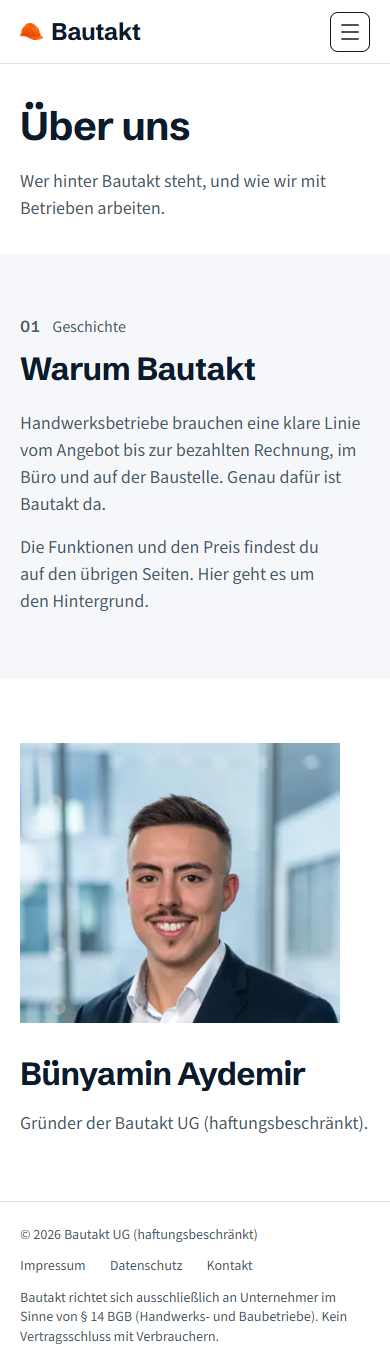 Bautakt
Über uns
Wer hinter Bautakt steht, und wie wir mit
Betrieben arbeiten.
01 Geschichte
Warum Bautakt
Handwerksbetriebe brauchen eine klare Linie
vom Angebot bis zur bezahlten Rechnung, im
Büro und auf der Baustelle. Genau dafür ist
Bautakt da.
Die Funktionen und den Preis findest du
auf den übrigen Seiten. Hier geht es um
den Hintergrund.
Bünyamin Aydemir
Gründer der Bautakt UG (haftungsbeschränkt).
© 2026 Bautakt UG (haftungsbeschränkt)
Impressum Datenschutz Kontakt
Bautakt richtet sich ausschließlich an Unternehmer im
Sinne von § 14 BGB (Handwerks- und Baubetriebe). Kein
Vertragsschluss mit Verbrauchern.